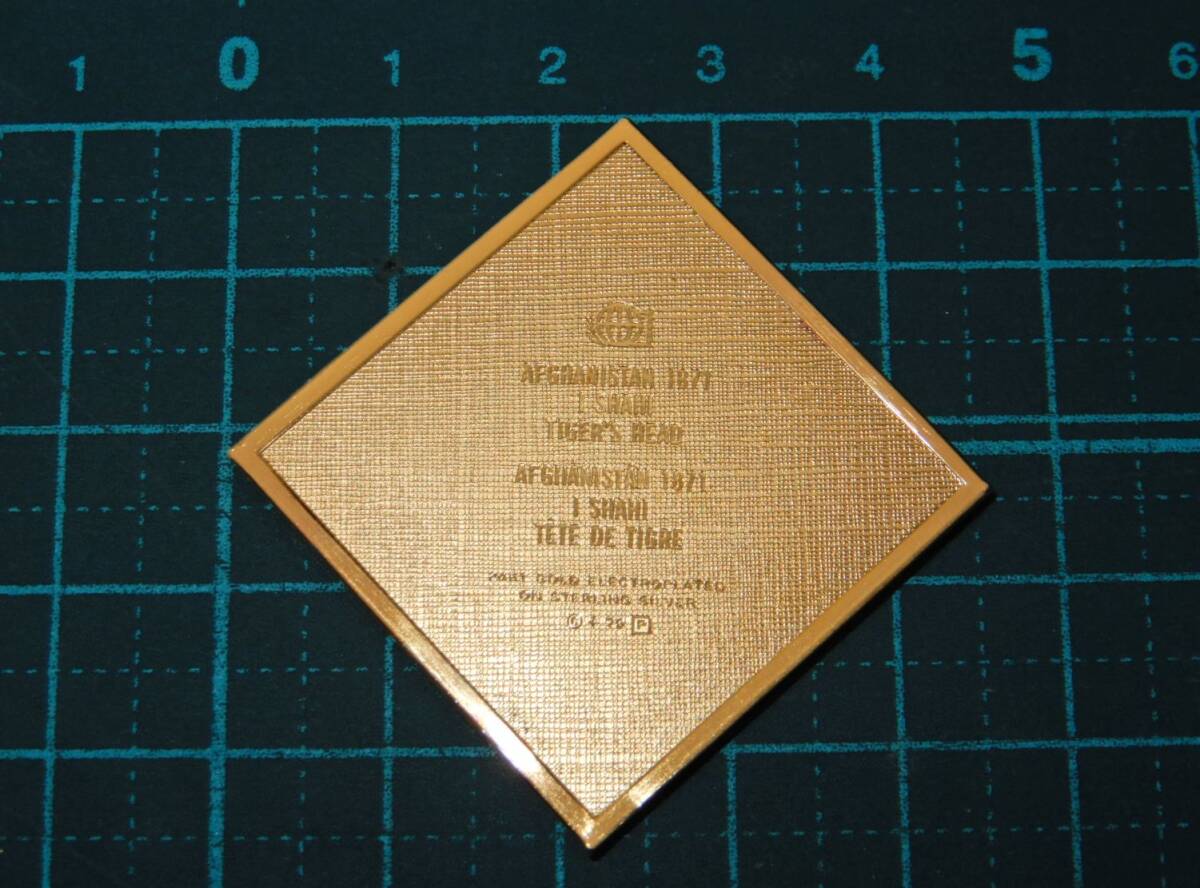 1 0 1 2 3 4 5 6
AFGHANISTAN 1871
1 SHAHI
TIGER'S HEAD
AFGHANISTAN 1871
1 SHAHI
TÊTE DE TIGRE
24KT GOLD ELECTROPLATED
ON STERLING SILVER
P